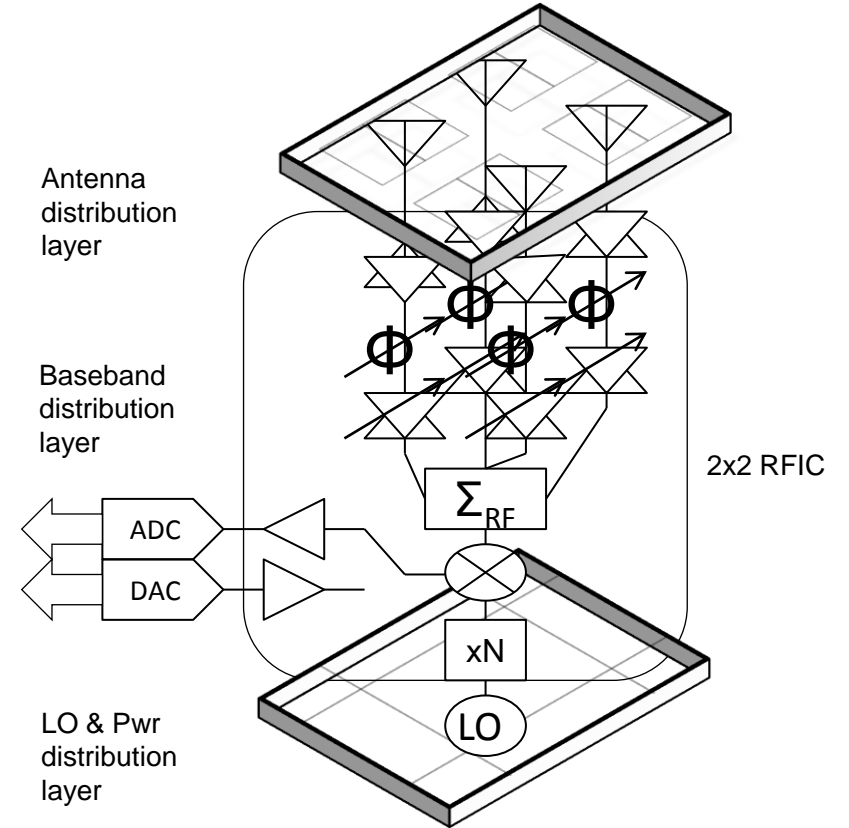 Antenna
distribution
layer
Φ
Φ
Φ
Φ
Baseband
distribution
layer
2x2 RFIC
ΣRF
ADC
DAC
xN
LO & Pwr
distribution
layer
LO